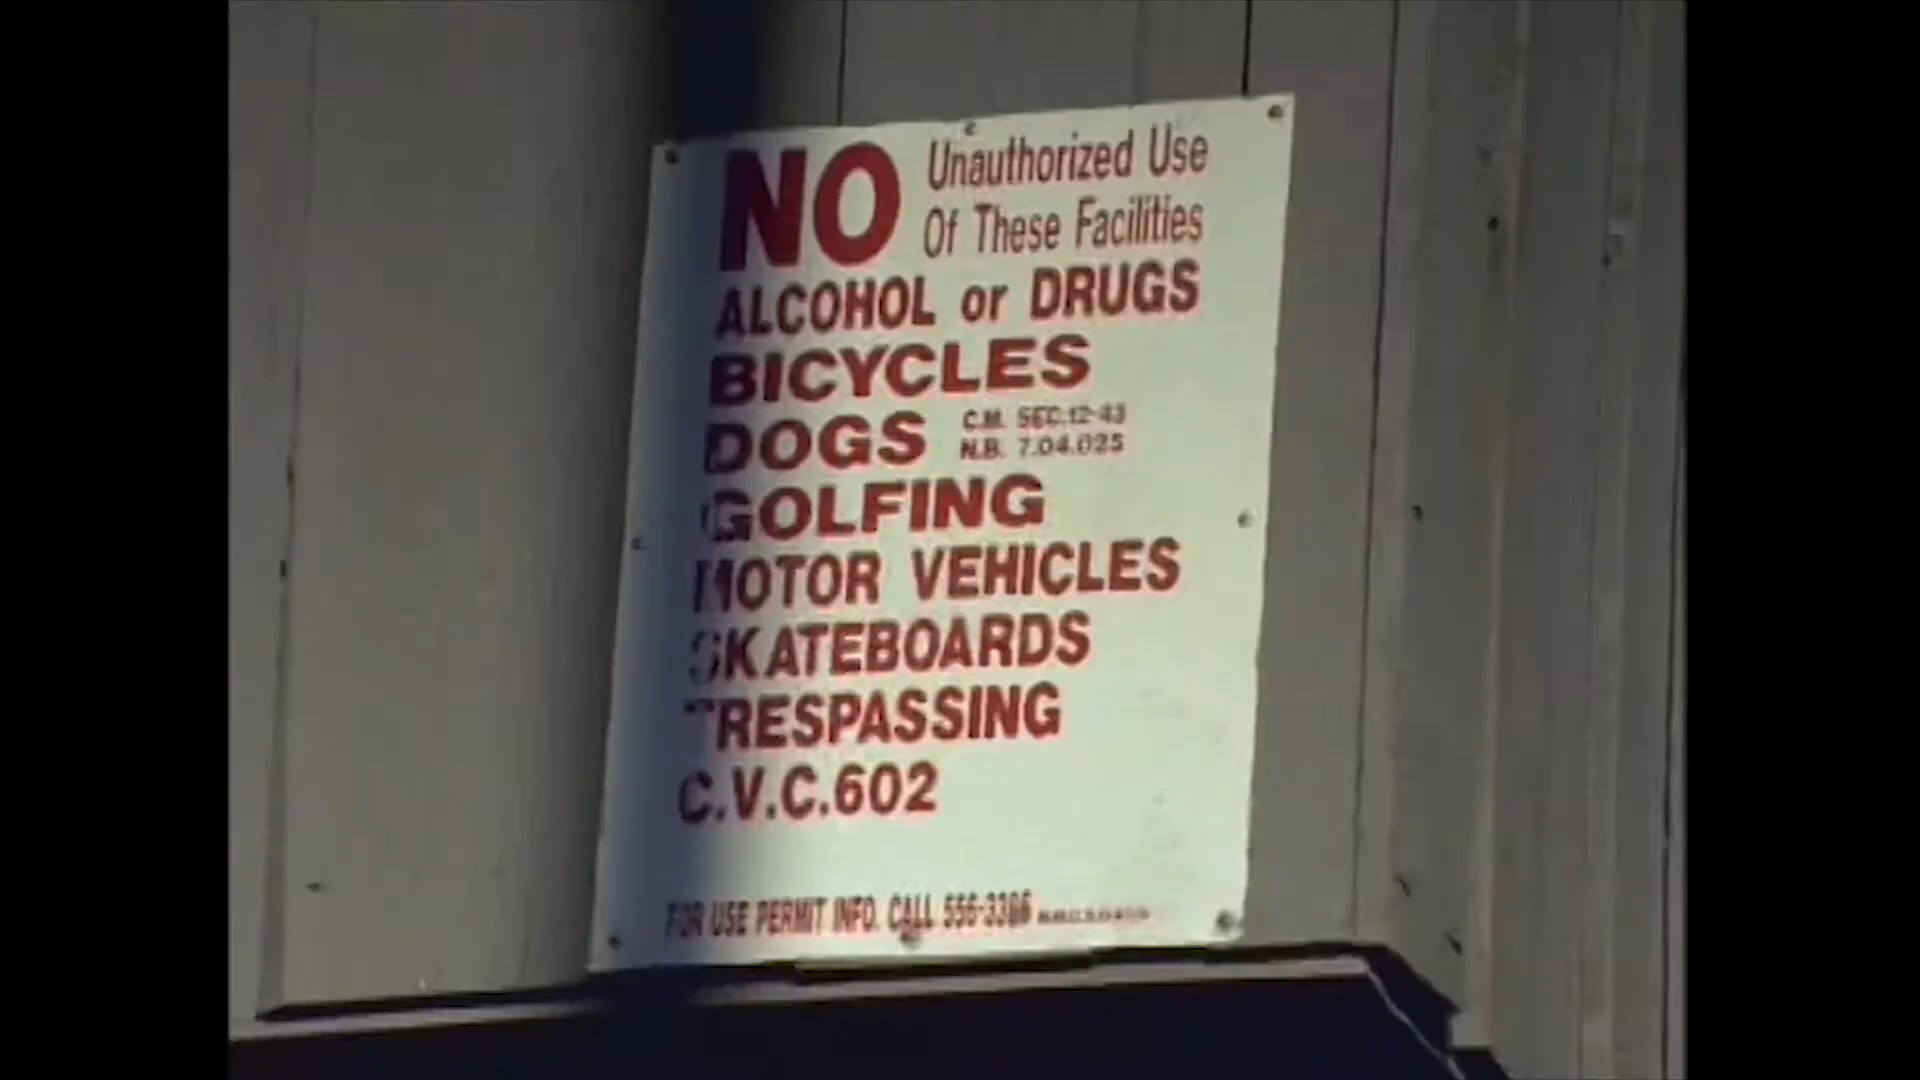 NO Unauthorized Use
Of These Facilities
ALCOHOL or DRUGS
BICYCLES
DOGS C.M. SEC.12-43
N.B. 7.04.025
GOLFING
MOTOR VEHICLES
SKATEBOARDS
TRESPASSING
C.V.C.602
FOR USE PERMIT INFO. CALL 556-3386